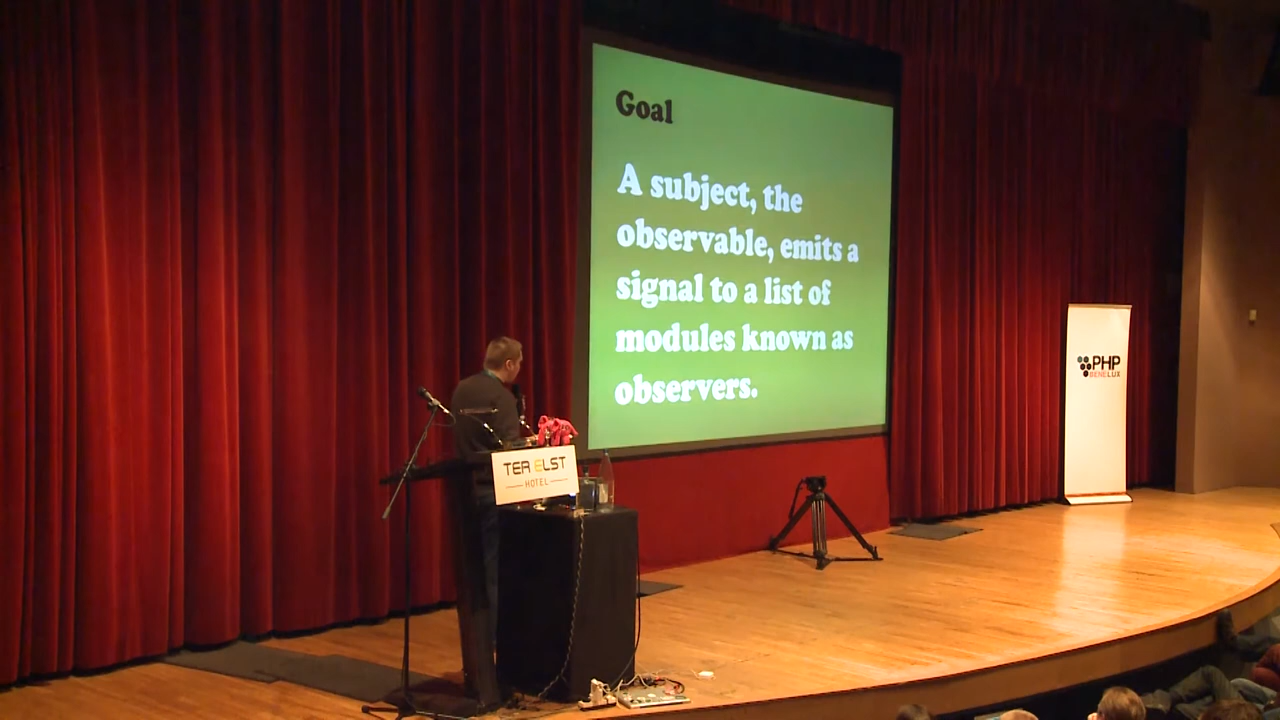 Goal
A subject, the
observable, emits a
signal to a list of
modules known as
observers.
TER ELST
HOTEL
PHP
BENELUX